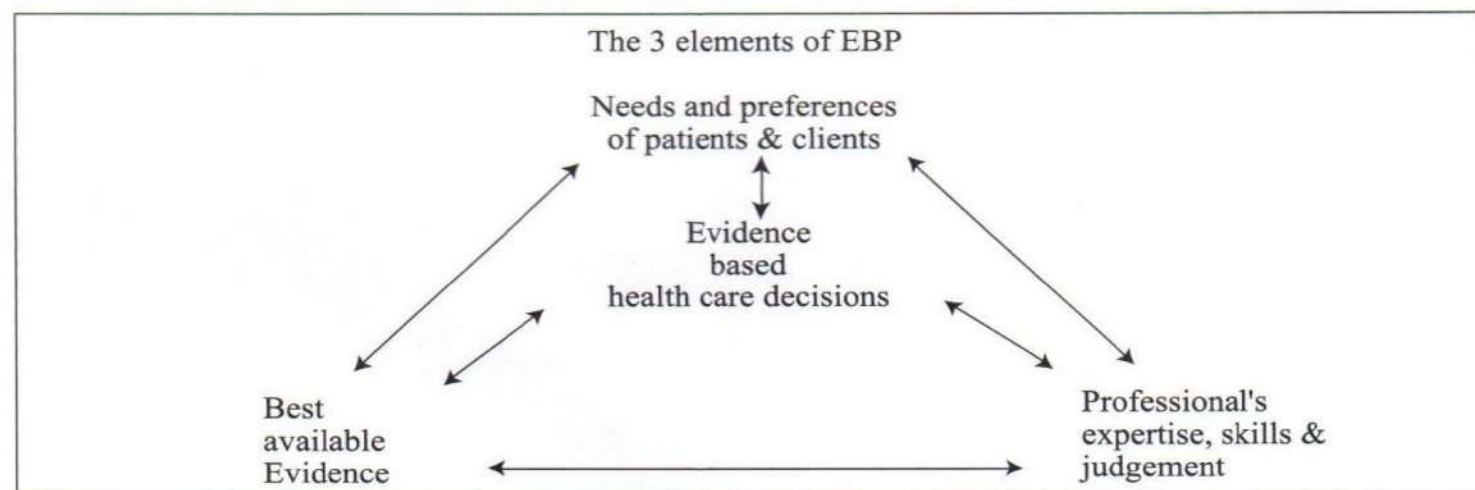 The 3 elements of EBP
Needs and preferences
of patients & clients
Evidence
based
health care decisions
Best
available
Evidence
Professional's
expertise, skills &
judgement